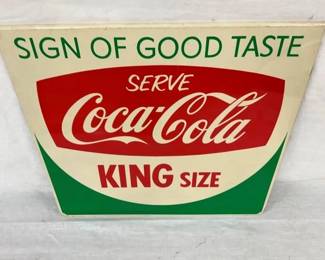 SIGN OF GOOD TASTE
SERVE
Coca-Cola
KING SIZE